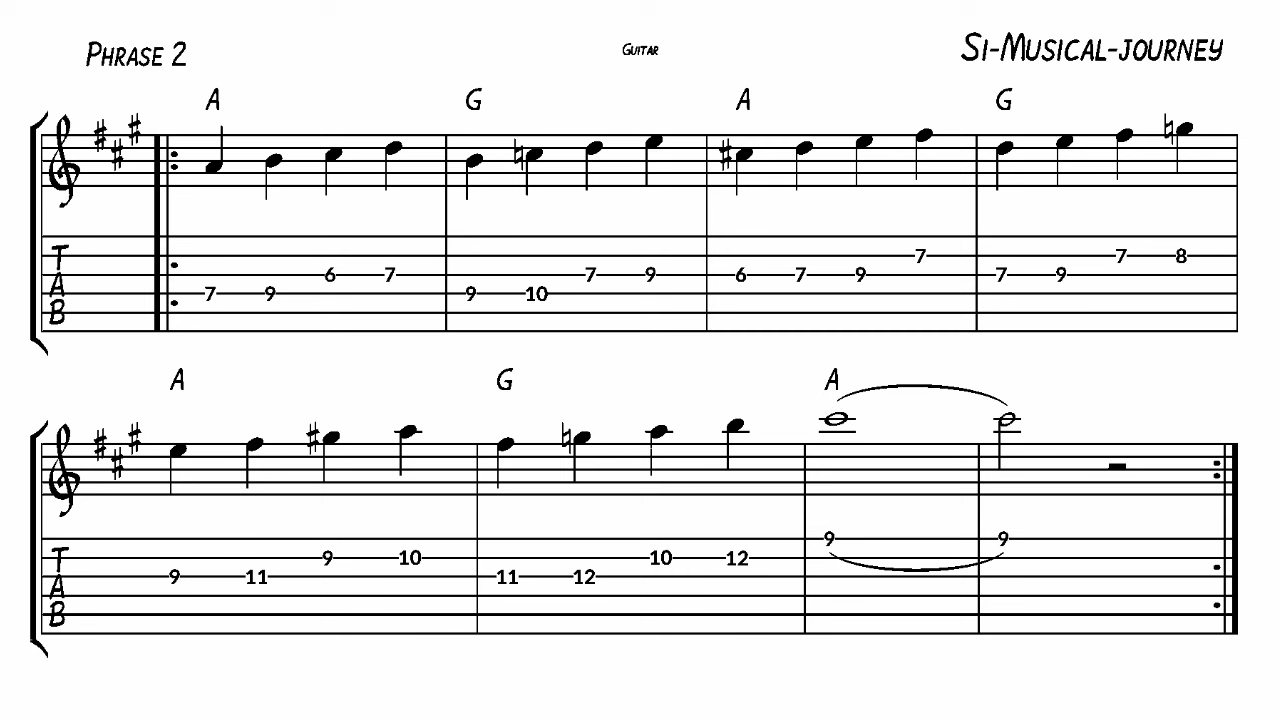 Phrase 2 Guitar Si-Musical-journey
A G A G
T
7 7 8
6 7 7 9 6 7 9 7 9
A
7 9 9 10
B
A G A
9 9
T
9 10 10 12
9 11 11 12
A
B